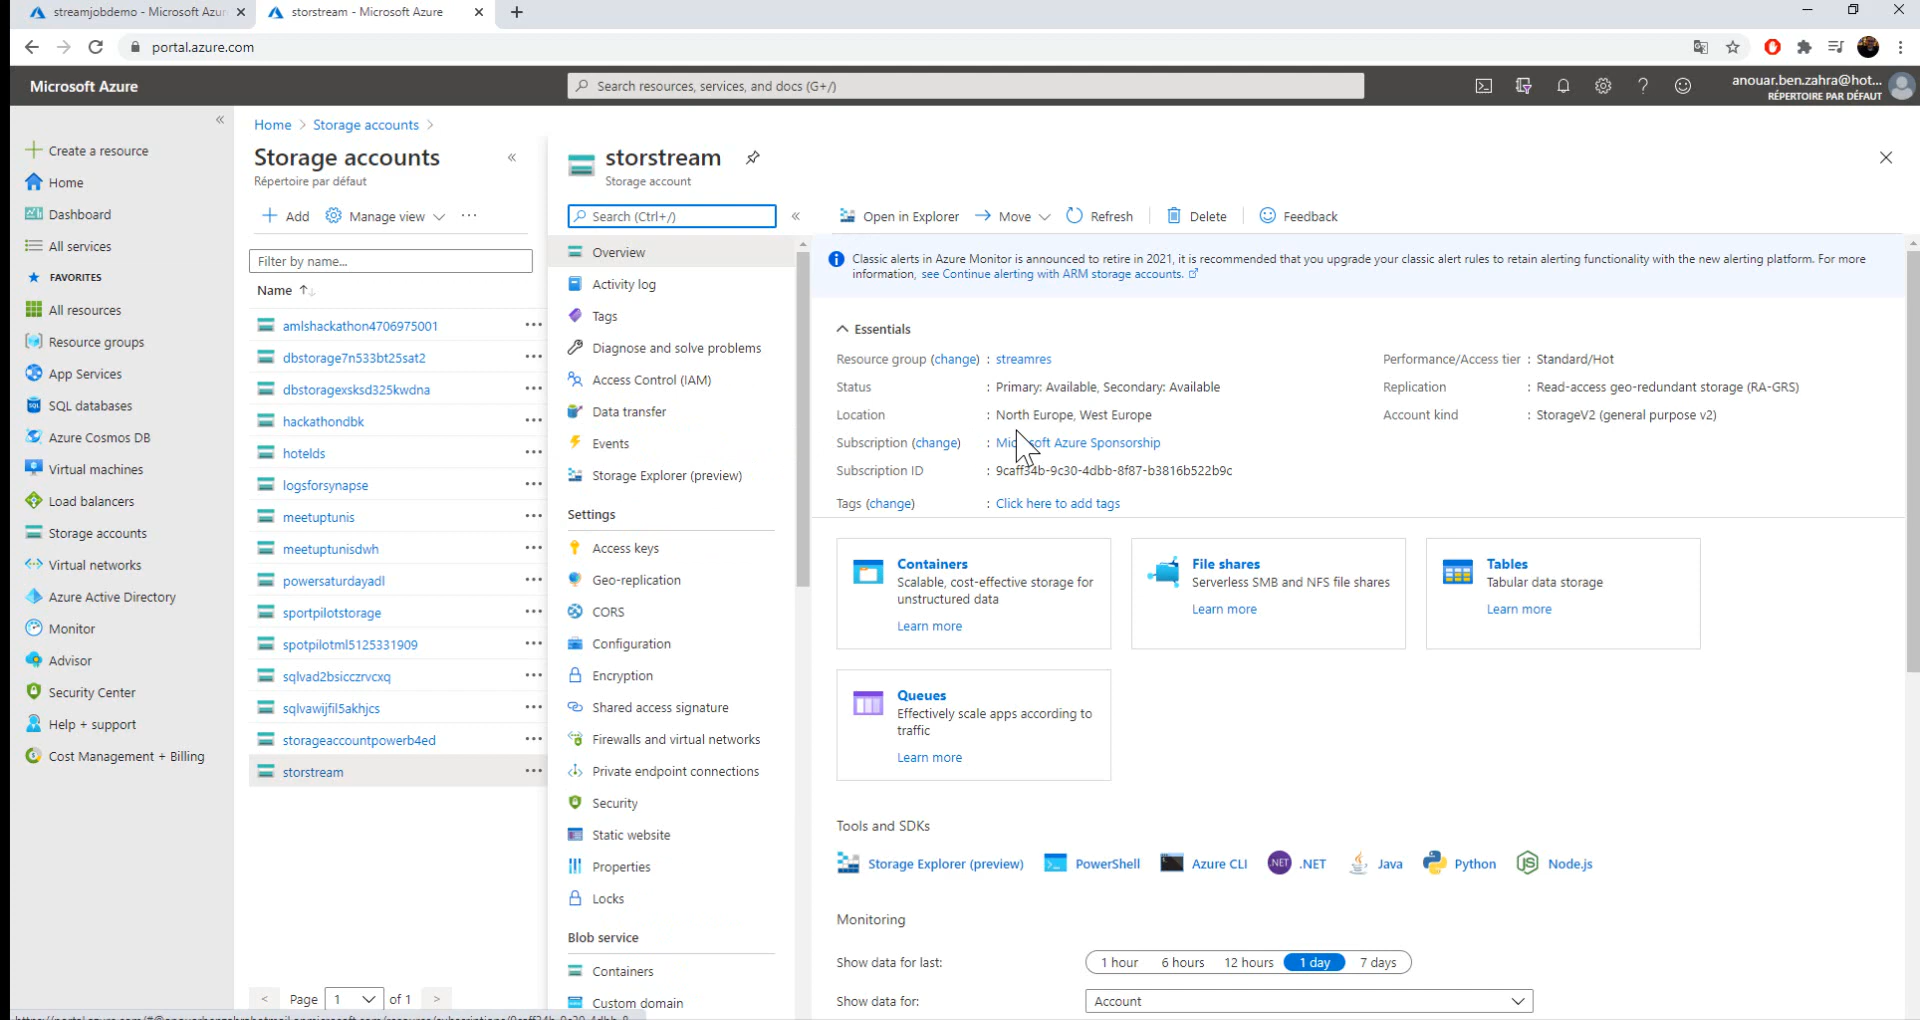 streamjobdemo - Microsoft Azur
storstream - Microsoft Azure
portal.azure.com
Microsoft Azure
Search resources, services, and docs (G+/)
anouar.ben.zahra@hot...
RÉPERTOIRE PAR DÉFAUT
Create a resource
Home
Dashboard
All services
FAVORITES
All resources
Resource groups
App Services
SQL databases
Azure Cosmos DB
Virtual machines
Load balancers
Storage accounts
Virtual networks
Azure Active Directory
Monitor
Advisor
Security Center
Help + support
Cost Management + Billing
Home > Storage accounts >
Storage accounts
Répertoire par défaut
Add
Manage view
Filter by name...
Name
amlshackathon4706975001
dbstorage7n533bt25sat2
dbstoragexsksd325kwdna
hackathondbk
hotelds
logsforsynapse
meetuptunis
meetuptunisdwh
powersaturdayadl
sportpilotstorage
spotpilotml5125331909
sqlvad2bsicczrvcxq
sqlvawijfil5akhjcs
storageaccountpowerb4ed
storstream
< Page 1 of 1 >
storstream
Storage account
Search (Ctrl+/)
Overview
Activity log
Tags
Diagnose and solve problems
Access Control (IAM)
Data transfer
Events
Storage Explorer (preview)
Settings
Access keys
Geo-replication
CORS
Configuration
Encryption
Shared access signature
Firewalls and virtual networks
Private endpoint connections
Security
Static website
Properties
Locks
Blob service
Containers
Custom domain
Open in Explorer
Move
Refresh
Delete
Feedback
Classic alerts in Azure Monitor is announced to retire in 2021, it is recommended that you upgrade your classic alert rules to retain alerting functionality with the new alerting platform. For more
information, see Continue alerting with ARM storage accounts.
Essentials
Resource group (change) : streamres
Status : Primary: Available, Secondary: Available
Location : North Europe, West Europe
Subscription (change) : Microsoft Azure Sponsorship
Subscription ID : 9caff34b-9c30-4dbb-8f87-b3816b522b9c
Tags (change) : Click here to add tags
Performance/Access tier : Standard/Hot
Replication : Read-access geo-redundant storage (RA-GRS)
Account kind : StorageV2 (general purpose v2)
Containers
Scalable, cost-effective storage for
unstructured data
Learn more
File shares
Serverless SMB and NFS file shares
Learn more
Tables
Tabular data storage
Learn more
Queues
Effectively scale apps according to
traffic
Learn more
Tools and SDKs
Storage Explorer (preview)
PowerShell
Azure CLI
.NET
Java
Python
Node.js
Monitoring
Show data for last:
1 hour
6 hours
12 hours
1 day
7 days
Show data for:
Account